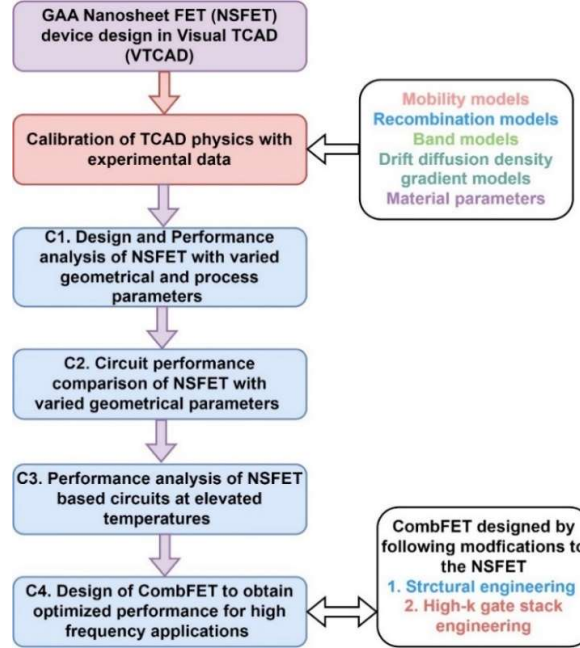 GAA Nanosheet FET (NSFET)
device design in Visual TCAD
(VTCAD)
Calibration of TCAD physics with
experimental data
Mobility models
Recombination models
Band models
Drift diffusion density
gradient models
Material parameters
C1. Design and Performance
analysis of NSFET with varied
geometrical and process
parameters
C2. Circuit performance
comparison of NSFET with
varied geometrical parameters
C3. Performance analysis of NSFET
based circuits at elevated
temperatures
C4. Design of CombFET to obtain
optimized performance for high
frequency applications
CombFET designed by
following modfications to
the NSFET
1. Strctural engineering
2. High-k gate stack
engineering